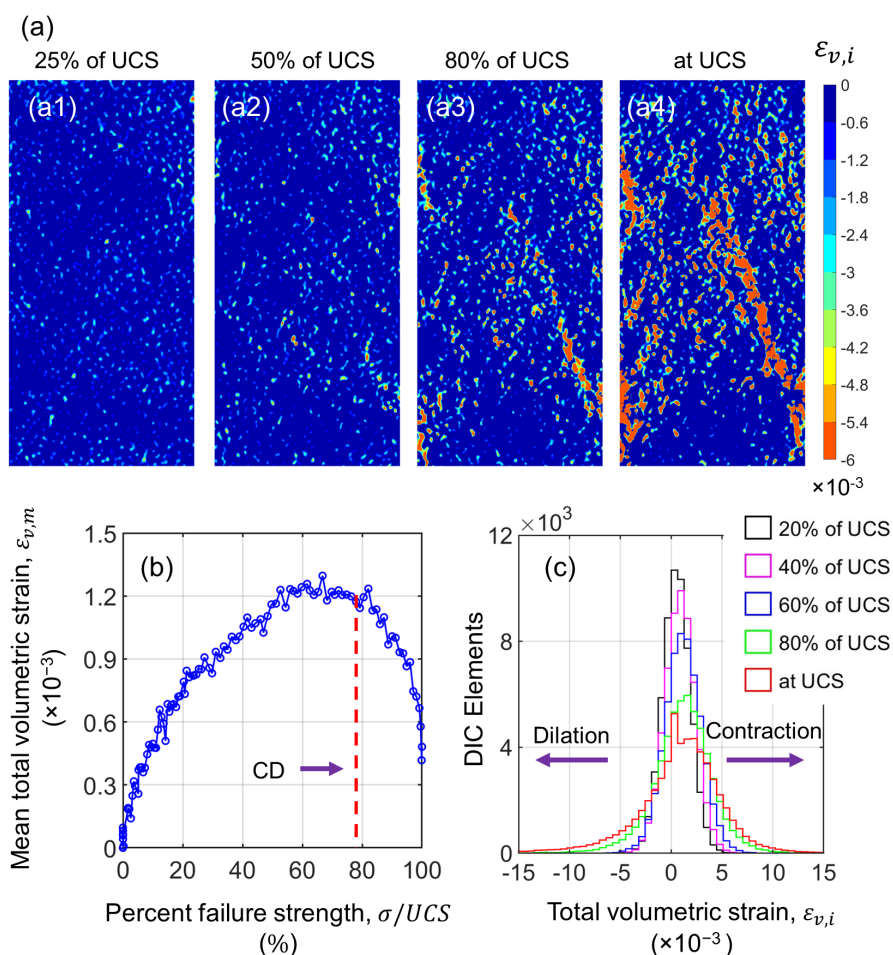 (a)
25% of UCS
50% of UCS
80% of UCS
at UCS
εv,i
(a1)
(a2)
(a3)
(a4)
0
-0.6
-1.2
-1.8
-2.4
-3
-3.6
-4.2
-4.8
-5.4
-6
×10⁻³
(b)
Mean total volumetric strain, εv,m
(×10⁻³)
1.5
1.2
0.9
0.6
0.3
0
CD
0
20
40
60
80
100
Percent failure strength, σ/UCS
(%)
(c)
×10³
12
8
4
0
DIC Elements
20% of UCS
40% of UCS
60% of UCS
80% of UCS
at UCS
Dilation
Contraction
-15
-10
-5
0
5
10
15
Total volumetric strain, εv,i
(×10⁻³)